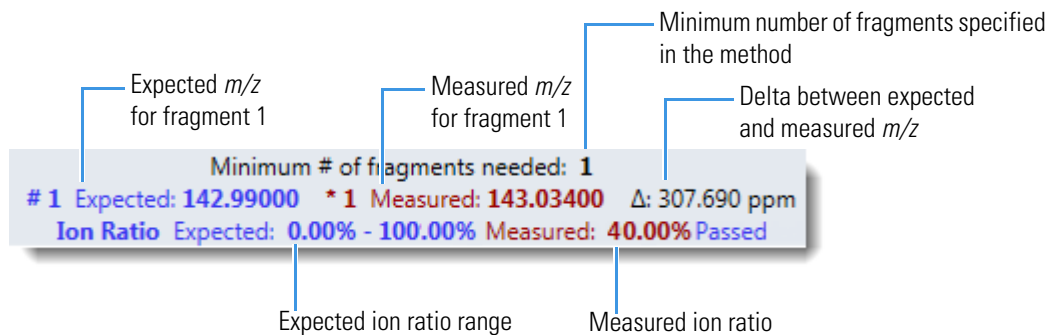 Minimum number of fragments specified
in the method
Expected m/z
for fragment 1
Measured m/z
for fragment 1
Delta between expected
and measured m/z
Minimum # of fragments needed: 1
# 1 Expected: 142.99000 * 1 Measured: 143.03400 Δ: 307.690 ppm
Ion Ratio Expected: 0.00% - 100.00% Measured: 40.00% Passed
Expected ion ratio range
Measured ion ratio